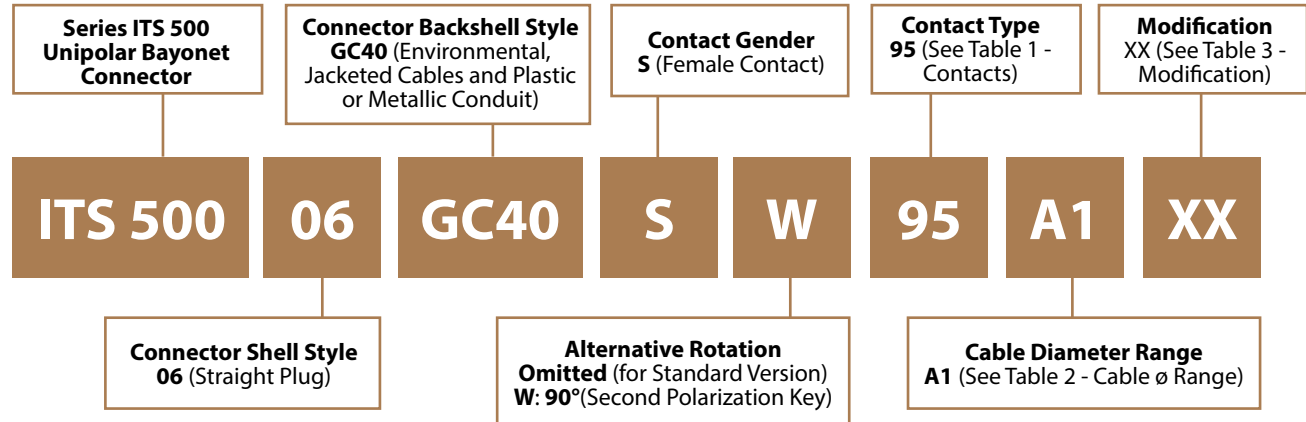 Series ITS 500
Unipolar Bayonet
Connector
Connector Backshell Style
GC40 (Environmental,
Jacketed Cables and Plastic
or Metallic Conduit)
Contact Gender
S (Female Contact)
Contact Type
95 (See Table 1 -
Contacts)
Modification
XX (See Table 3 -
Modification)
ITS 500 06 GC40 S W 95 A1 XX
Connector Shell Style
06 (Straight Plug)
Alternative Rotation
Omitted (for Standard Version)
W: 90°(Second Polarization Key)
Cable Diameter Range
A1 (See Table 2 - Cable ø Range)